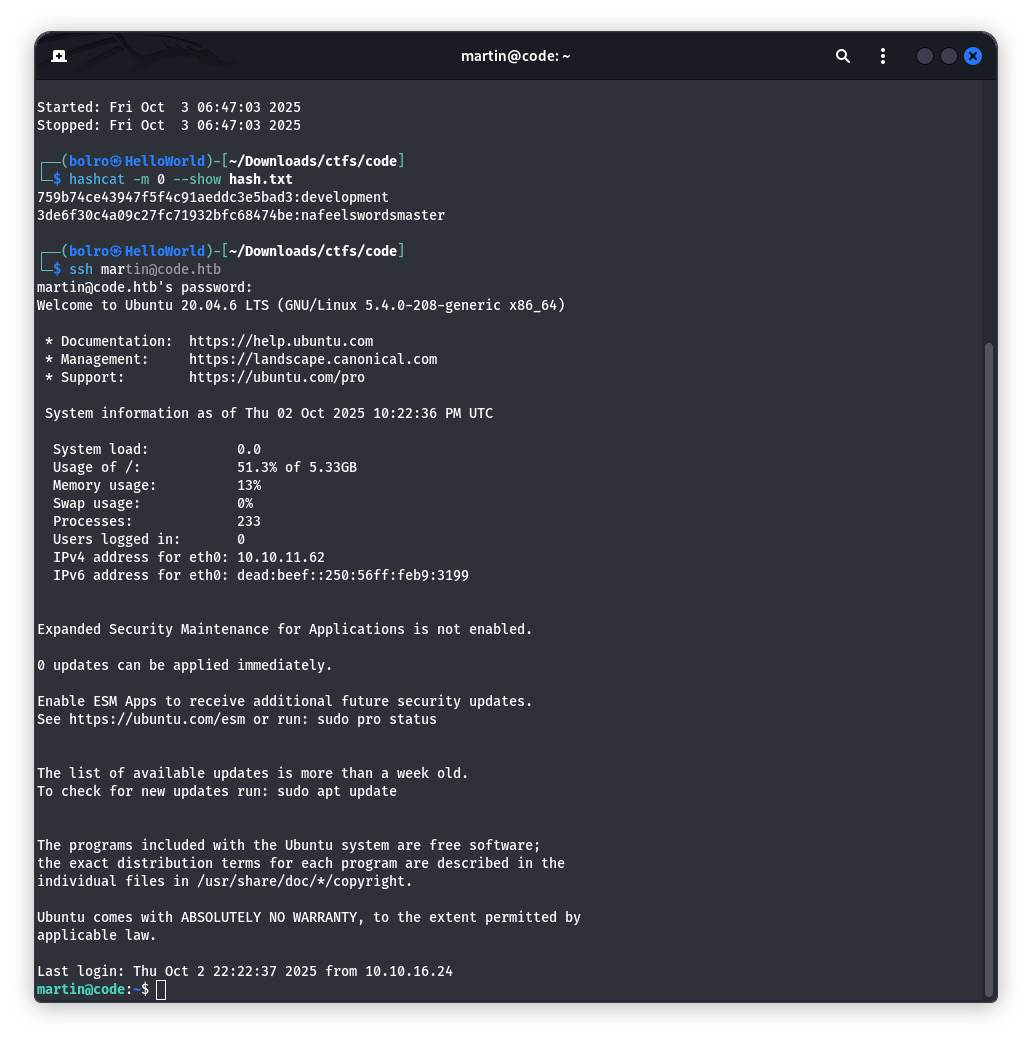 martin@code: ~
Started: Fri Oct  3 06:47:03 2025
Stopped: Fri Oct  3 06:47:03 2025
┌──(bolro㉿HelloWorld)-[~/Downloads/ctfs/code]
└─$ hashcat -m 0 --show hash.txt
759b74ce43947f5f4c91aeddc3e5bad3:development
3de6f30c4a09c27fc71932bfc68474be:nafeelswordsmaster
┌──(bolro㉿HelloWorld)-[~/Downloads/ctfs/code]
└─$ ssh martin@code.htb
martin@code.htb's password:
Welcome to Ubuntu 20.04.6 LTS (GNU/Linux 5.4.0-208-generic x86_64)
 * Documentation:  https://help.ubuntu.com
 * Management:     https://landscape.canonical.com
 * Support:        https://ubuntu.com/pro
 System information as of Thu 02 Oct 2025 10:22:36 PM UTC
  System load:           0.0
  Usage of /:            51.3% of 5.33GB
  Memory usage:          13%
  Swap usage:            0%
  Processes:             233
  Users logged in:       0
  IPv4 address for eth0: 10.10.11.62
  IPv6 address for eth0: dead:beef::250:56ff:feb9:3199
Expanded Security Maintenance for Applications is not enabled.
0 updates can be applied immediately.
Enable ESM Apps to receive additional future security updates.
See https://ubuntu.com/esm or run: sudo pro status
The list of available updates is more than a week old.
To check for new updates run: sudo apt update
The programs included with the Ubuntu system are free software;
the exact distribution terms for each program are described in the
individual files in /usr/share/doc/*/copyright.
Ubuntu comes with ABSOLUTELY NO WARRANTY, to the extent permitted by
applicable law.
Last login: Thu Oct 2 22:22:37 2025 from 10.10.16.24
martin@code:~$